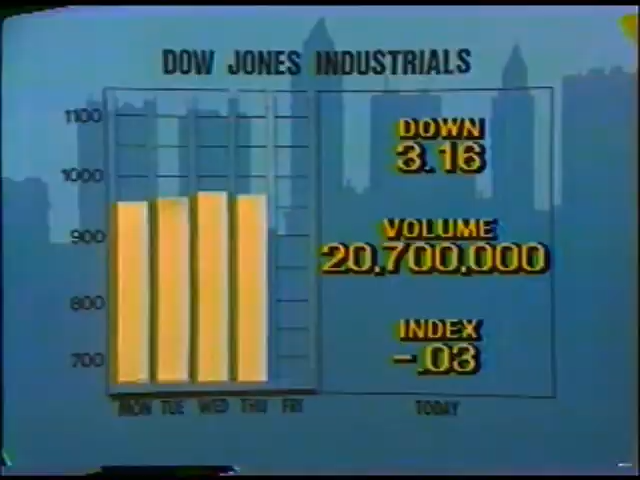 DOW JONES INDUSTRIALS
1100
1000
900
800
700
MON TUE WED THU FRI
DOWN
3.16
VOLUME
20,700,000
INDEX
-.03
TODAY